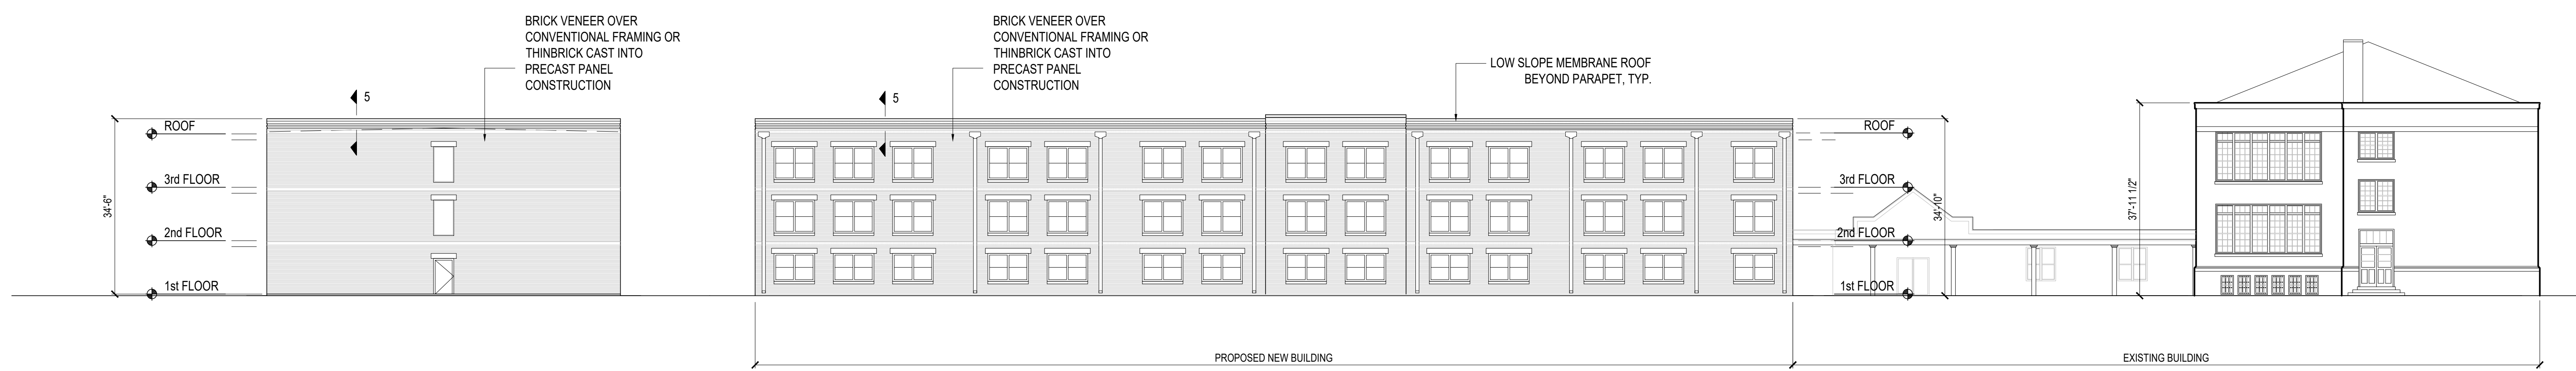 BRICK VENEER OVER
CONVENTIONAL FRAMING OR
THINBRICK CAST INTO
PRECAST PANEL
CONSTRUCTION
5
ROOF
3rd FLOOR
2nd FLOOR
1st FLOOR
34'-6"
BRICK VENEER OVER
CONVENTIONAL FRAMING OR
THINBRICK CAST INTO
PRECAST PANEL
CONSTRUCTION
5
LOW SLOPE MEMBRANE ROOF
BEYOND PARAPET, TYP.
ROOF
3rd FLOOR
2nd FLOOR
1st FLOOR
34'-10"
37'-11 1/2"
PROPOSED NEW BUILDING
EXISTING BUILDING